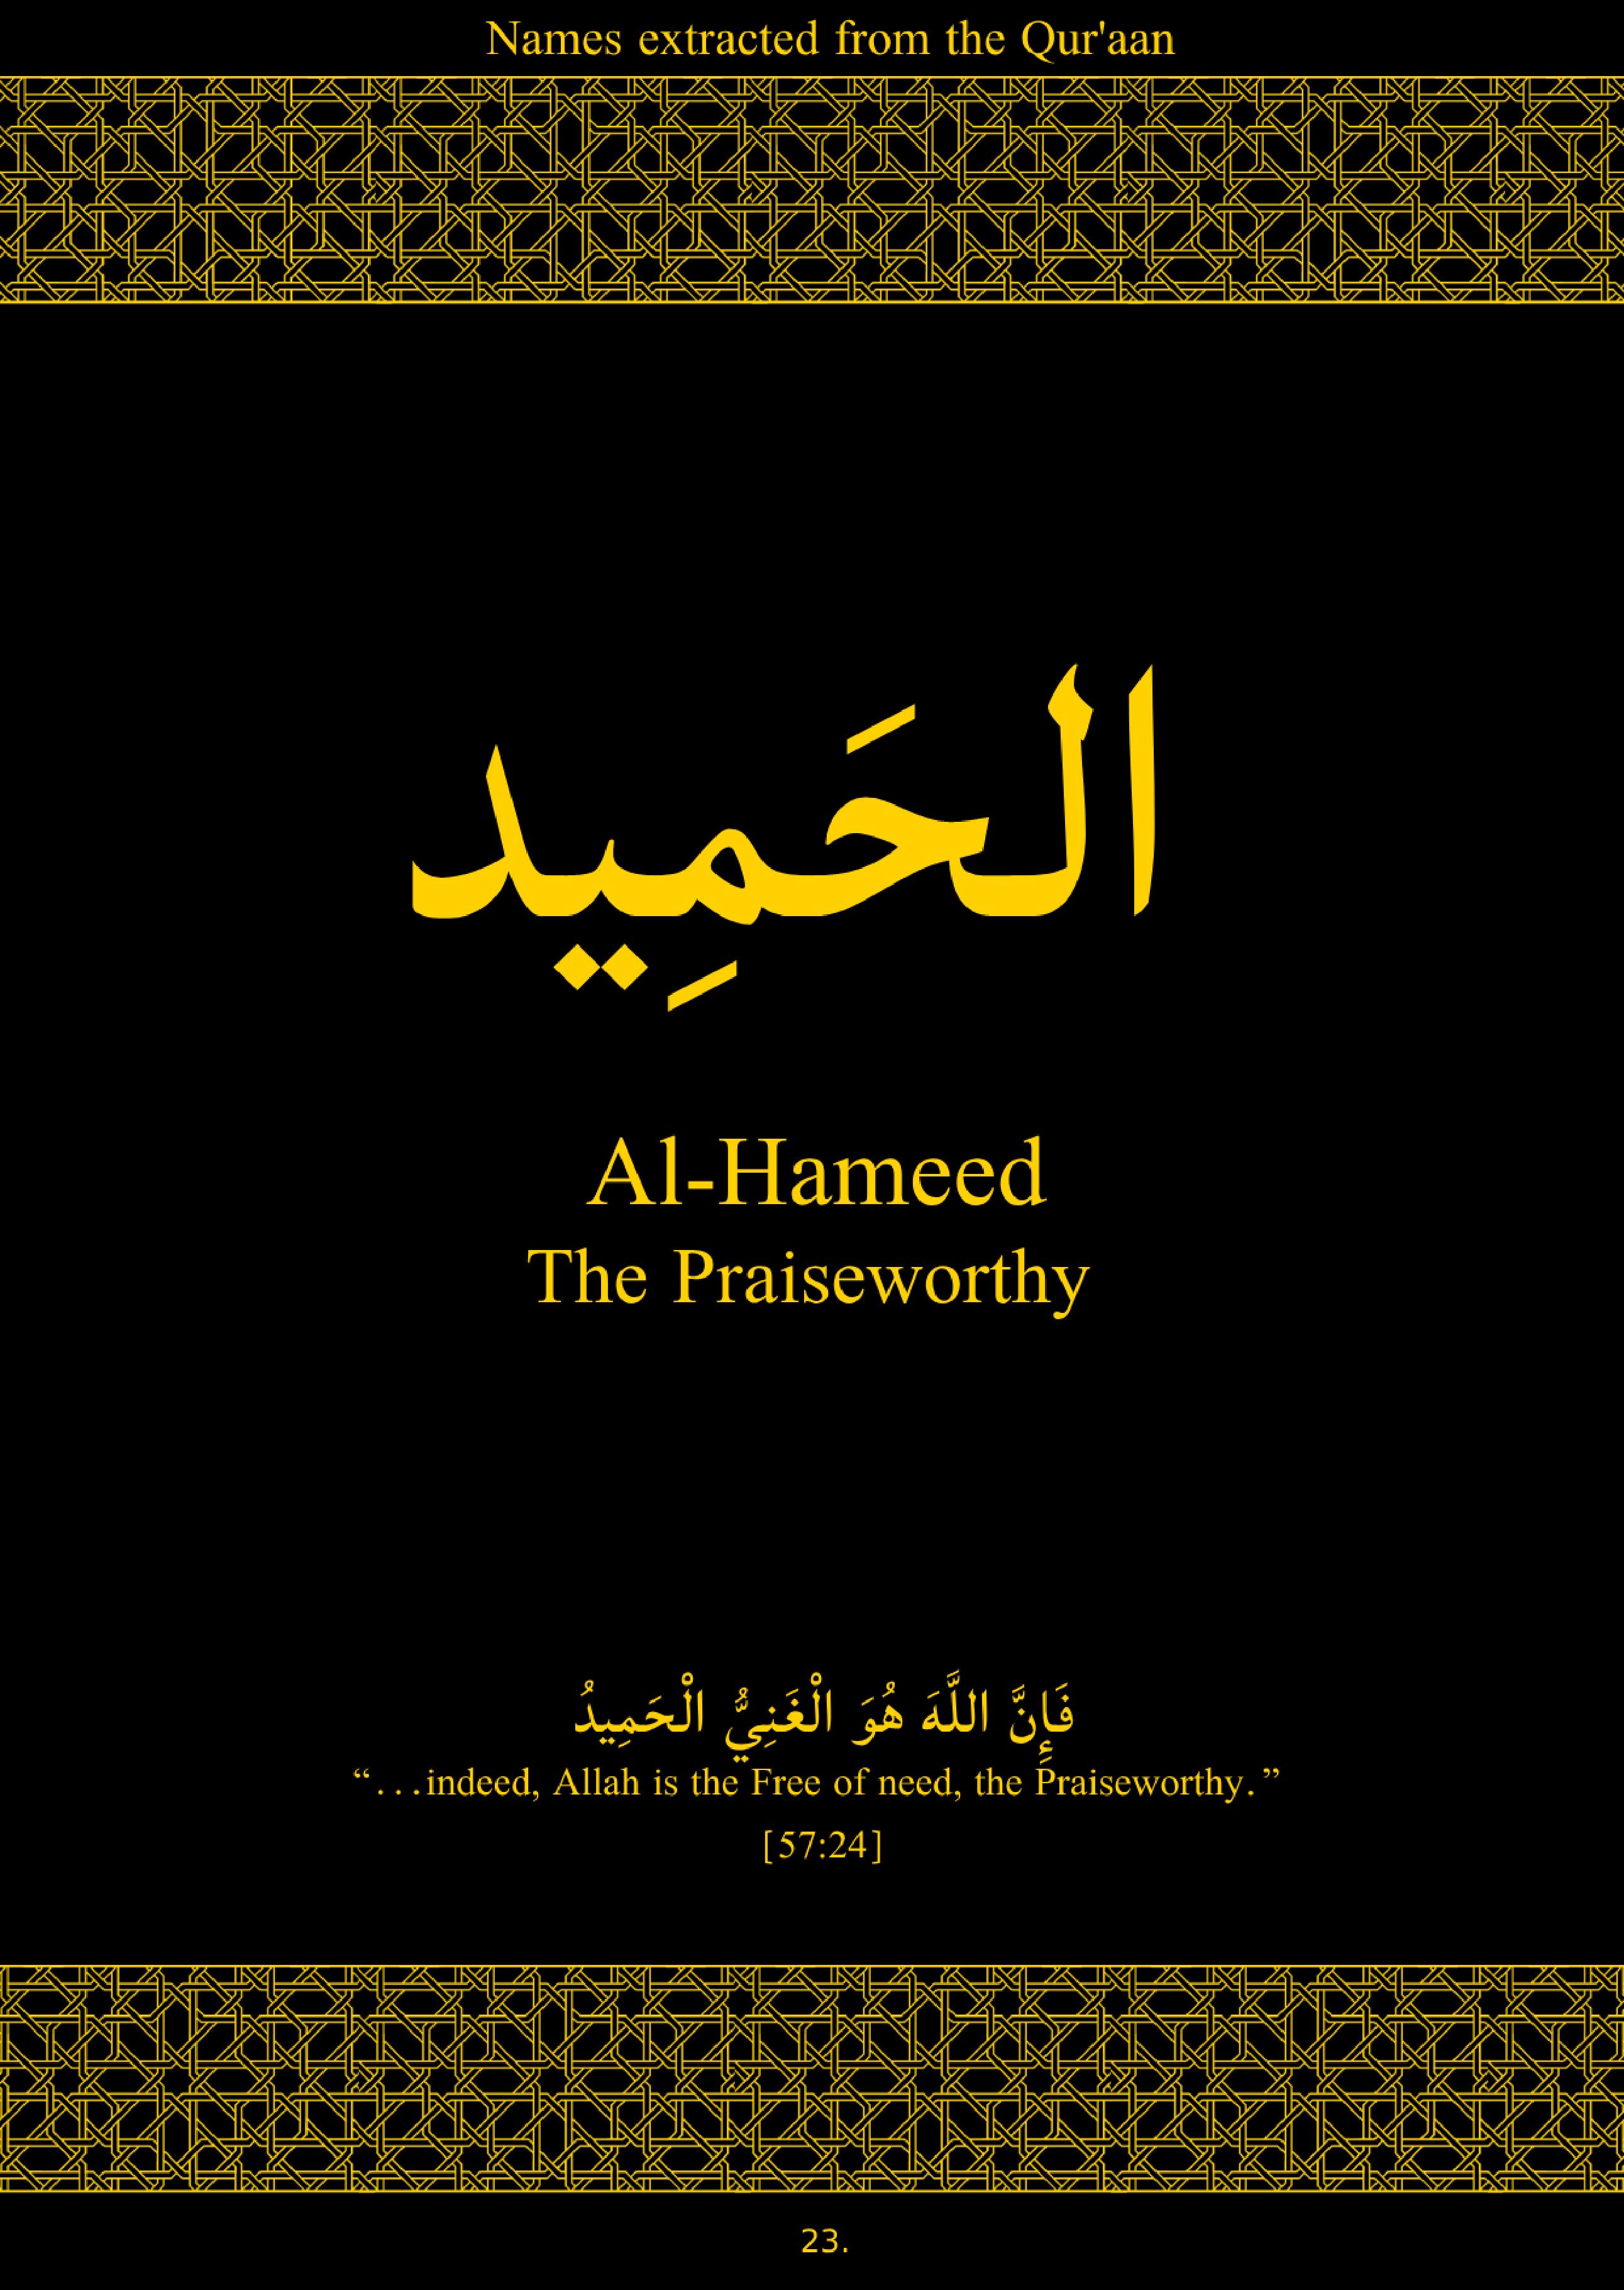 Names extracted from the Qur'aan
الحَمِيد
Al-Hameed
The Praiseworthy
فَإِنَّ اللَّهَ هُوَ الْغَنِيُّ الْحَمِيدُ
“...indeed, Allah is the Free of need, the Praiseworthy.”
[57:24]
23.